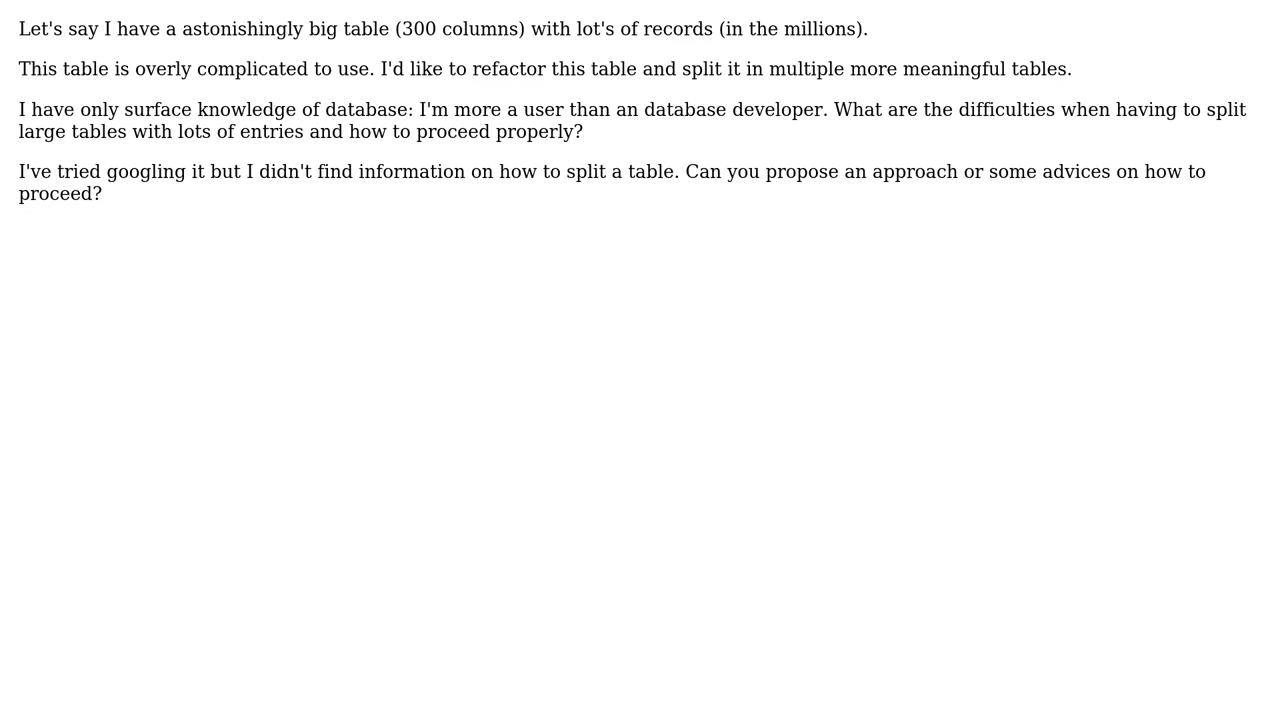 Let's say I have a astonishingly big table (300 columns) with lot's of records (in the millions).
This table is overly complicated to use. I'd like to refactor this table and split it in multiple more meaningful tables.
I have only surface knowledge of database: I'm more a user than an database developer. What are the difficulties when having to split
large tables with lots of entries and how to proceed properly?
I've tried googling it but I didn't find information on how to split a table. Can you propose an approach or some advices on how to
proceed?